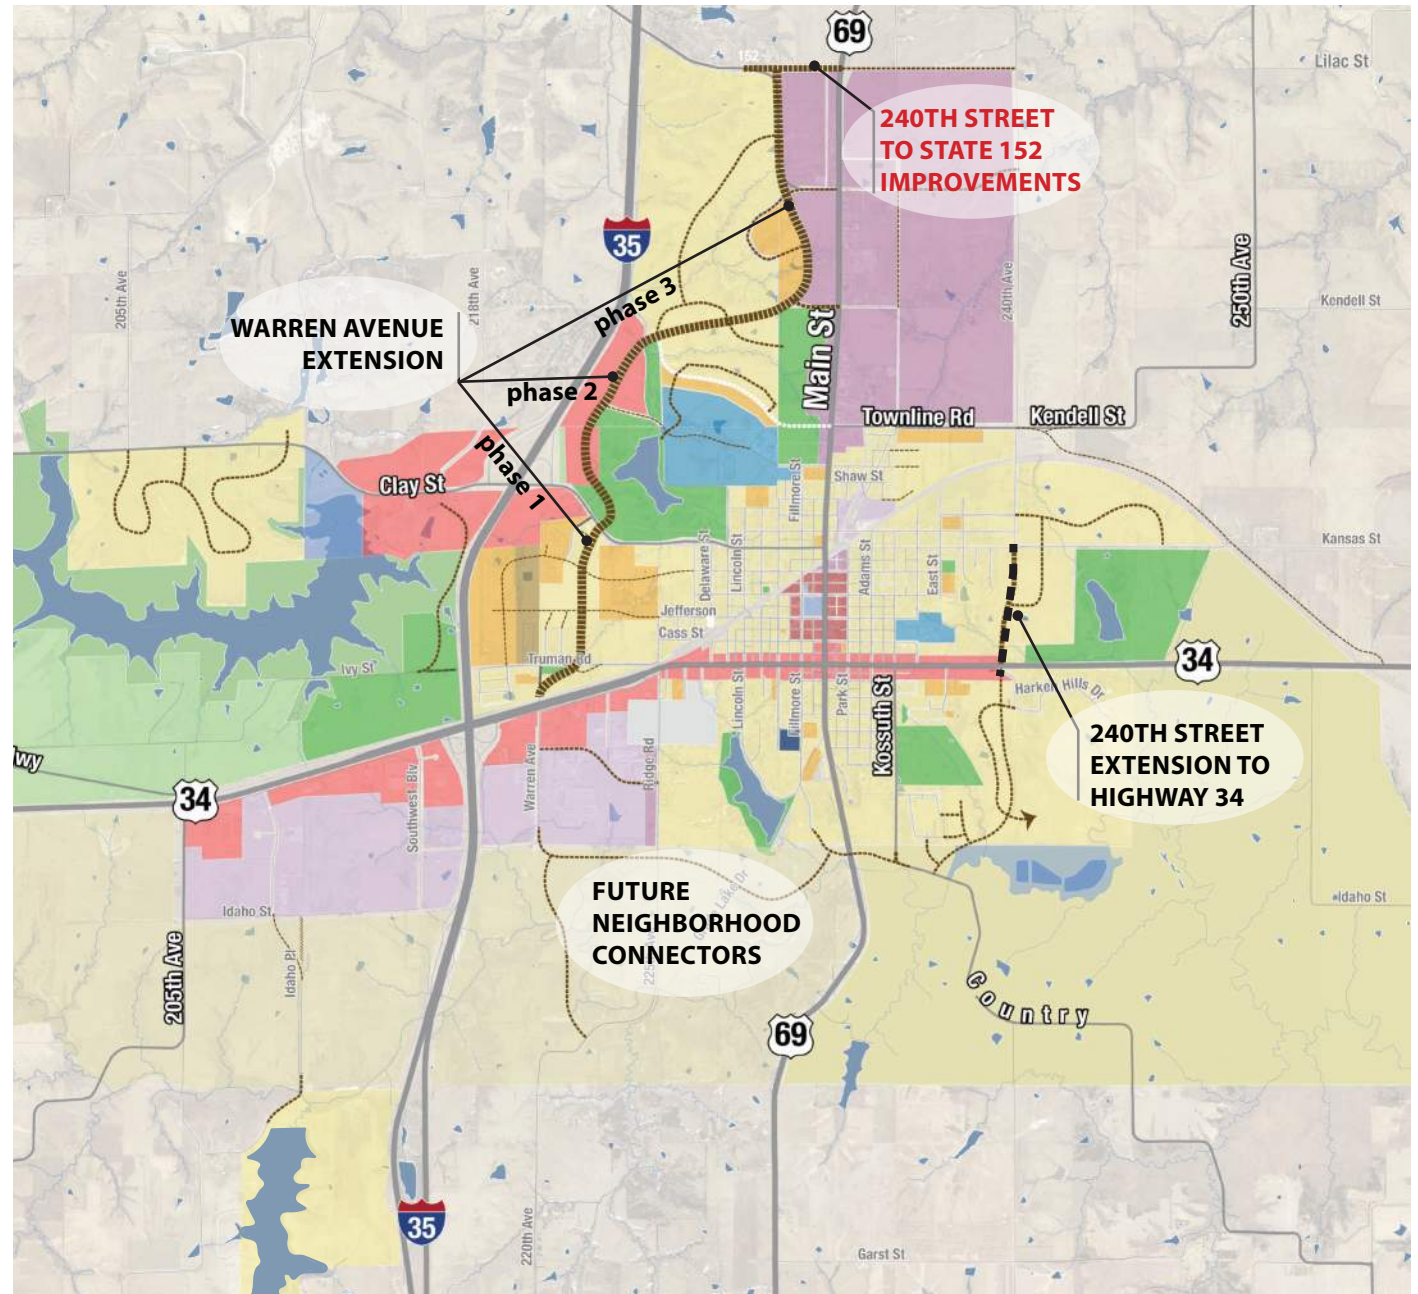 69
152
Lilac St
240TH STREET
TO STATE 152
IMPROVEMENTS
35
205th Ave
218th Ave
240th Ave
250th Ave
Kendell St
phase 3
WARREN AVENUE
EXTENSION
phase 2
Main St
Townline Rd
Kendell St
phase 1
Clay St
Fillmore St
Shaw St
Delaware St
Lincoln St
Adams St
East St
Kansas St
Jefferson
Cass St
Truman Rd
Ivy St
34
Harken Hills Dr
Lincoln St
Fillmore St
Park St
Kossuth St
240TH STREET
EXTENSION TO
HIGHWAY 34
wy
34
Southwest Blv
Warren Ave
Ridge Rd
FUTURE
NEIGHBORHOOD
CONNECTORS
Lake Dr
Idaho St
Idaho St
205th Ave
Idaho Pl
Country
69
35
220th Ave
Garst St